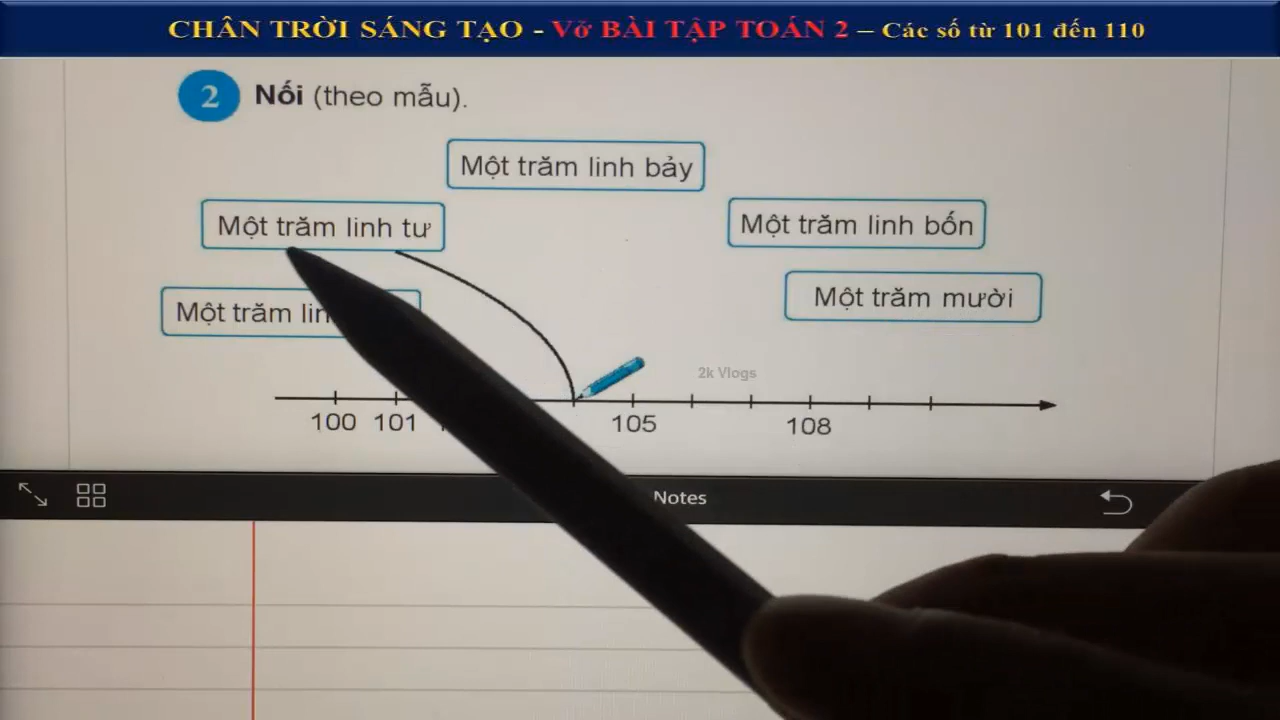 CHÂN TRỜI SÁNG TẠO - Vở BÀI TẬP TOÁN 2 – Các số từ 101 đến 110
2 Nối (theo mẫu).
Một trăm linh bảy
Một trăm linh tư
Một trăm linh bốn
Một trăm mười
Một trăm
2k Vlogs
100 101 105 108
Notes